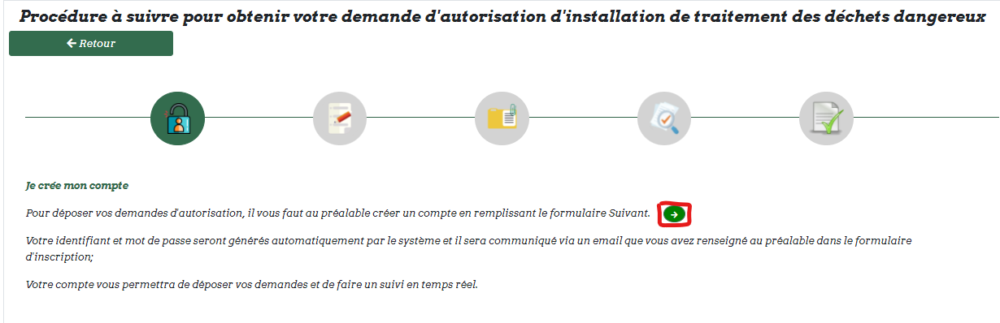 Procédure à suivre pour obtenir votre demande d'autorisation d'installation de traitement des déchets dangereux
Retour
Je crée mon compte
Pour déposer vos demandes d'autorisation, il vous faut au préalable créer un compte en remplissant le formulaire Suivant.
Votre identifiant et mot de passe seront générés automatiquement par le système et il sera communiqué via un email que vous avez renseigné au préalable dans le formulaire
d'inscription;
Votre compte vous permettra de déposer vos demandes et de faire un suivi en temps réel.